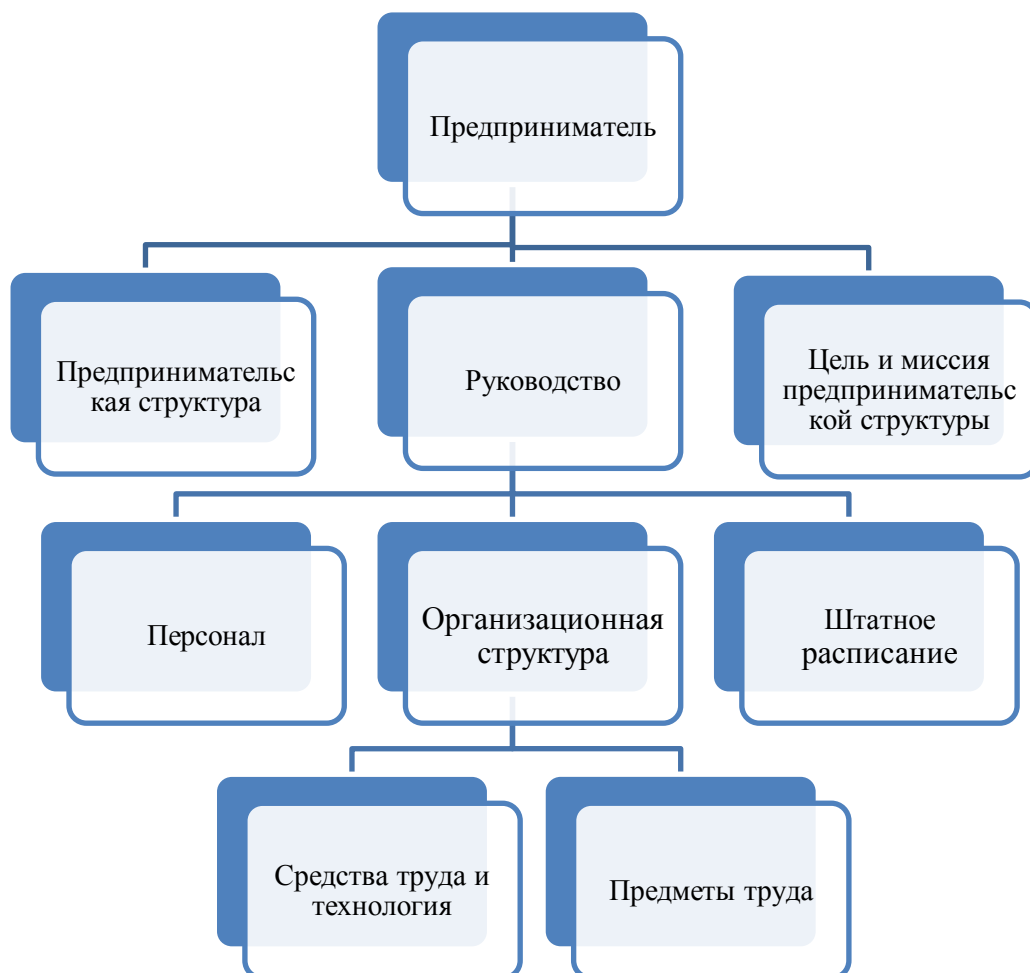 Предприниматель
Предпринимательс
кая структура
Руководство
Цель и миссия
предпринимательс
кой структуры
Персонал
Организационная
структура
Штатное
расписание
Средства труда и
технология
Предметы труда